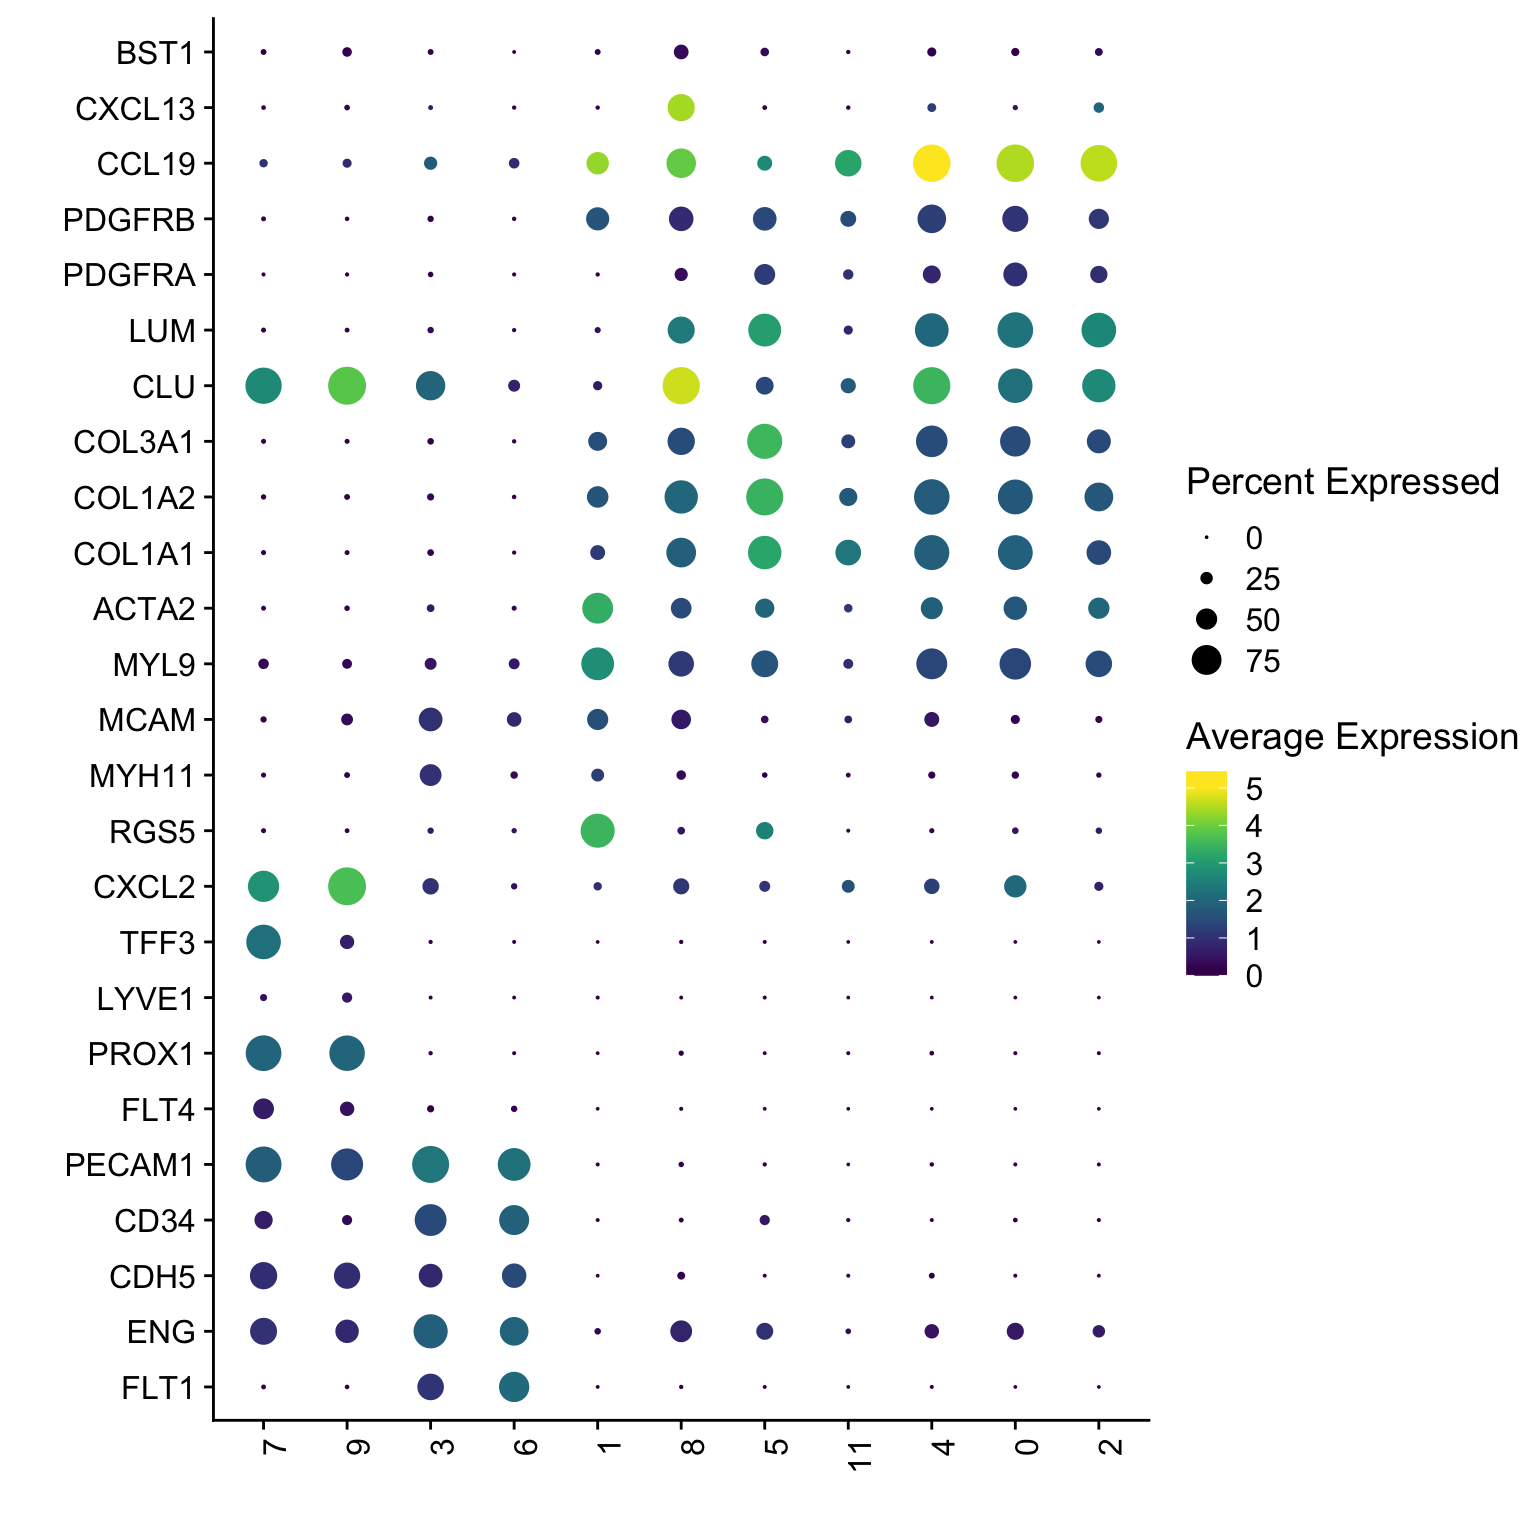 BST1
CXCL13
CCL19
PDGFRB
PDGFRA
LUM
CLU
COL3A1
COL1A2
COL1A1
ACTA2
MYL9
MCAM
MYH11
RGS5
CXCL2
TFF3
LYVE1
PROX1
FLT4
PECAM1
CD34
CDH5
ENG
FLT1
7 9 3 6 1 8 5 11 4 0 2
Percent Expressed
0
25
50
75
Average Expression
5
4
3
2
1
0